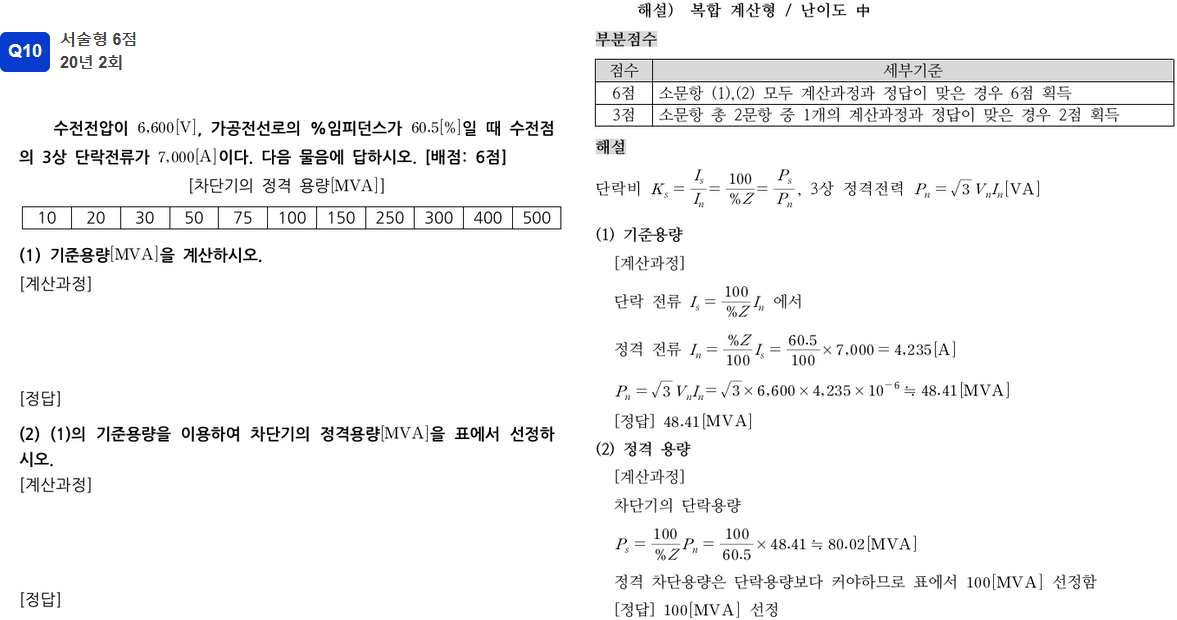 Q10
서술형 6점
20년 2회
수전전압이 6,600[V], 가공전선로의 %임피던스가 60.5[%]일 때 수전점
의 3상 단락전류가 7,000[A]이다. 다음 물음에 답하시오. [배점: 6점]
[차단기의 정격 용량[MVA]]
10 20 30 50 75 100 150 250 300 400 500
(1) 기준용량[MVA]을 계산하시오.
[계산과정]
[정답]
(2) (1)의 기준용량을 이용하여 차단기의 정격용량[MVA]을 표에서 선정하
시오.
[계산과정]
[정답]
해설) 복합 계산형 / 난이도 中
부분점수
점수 세부기준
6점 소문항 (1),(2) 모두 계산과정과 정답이 맞은 경우 6점 획득
3점 소문항 총 2문항 중 1개의 계산과정과 정답이 맞은 경우 2점 획득
해설
단락비 K_s = I_s/I_n = 100/%Z = P_s/P_n, 3상 정격전력 P_n = √3 V_n I_n [VA]
(1) 기준용량
[계산과정]
단락 전류 I_s = 100/%Z I_n 에서
정격 전류 I_n = %Z/100 I_s = 60.5/100 × 7,000 = 4,235[A]
P_n = √3 V_n I_n = √3 × 6,600 × 4,235 × 10⁻⁶ ≒ 48.41[MVA]
[정답] 48.41[MVA]
(2) 정격 용량
[계산과정]
차단기의 단락용량
P_s = 100/%Z P_n = 100/60.5 × 48.41 ≒ 80.02[MVA]
정격 차단용량은 단락용량보다 커야하므로 표에서 100[MVA] 선정함
[정답] 100[MVA] 선정